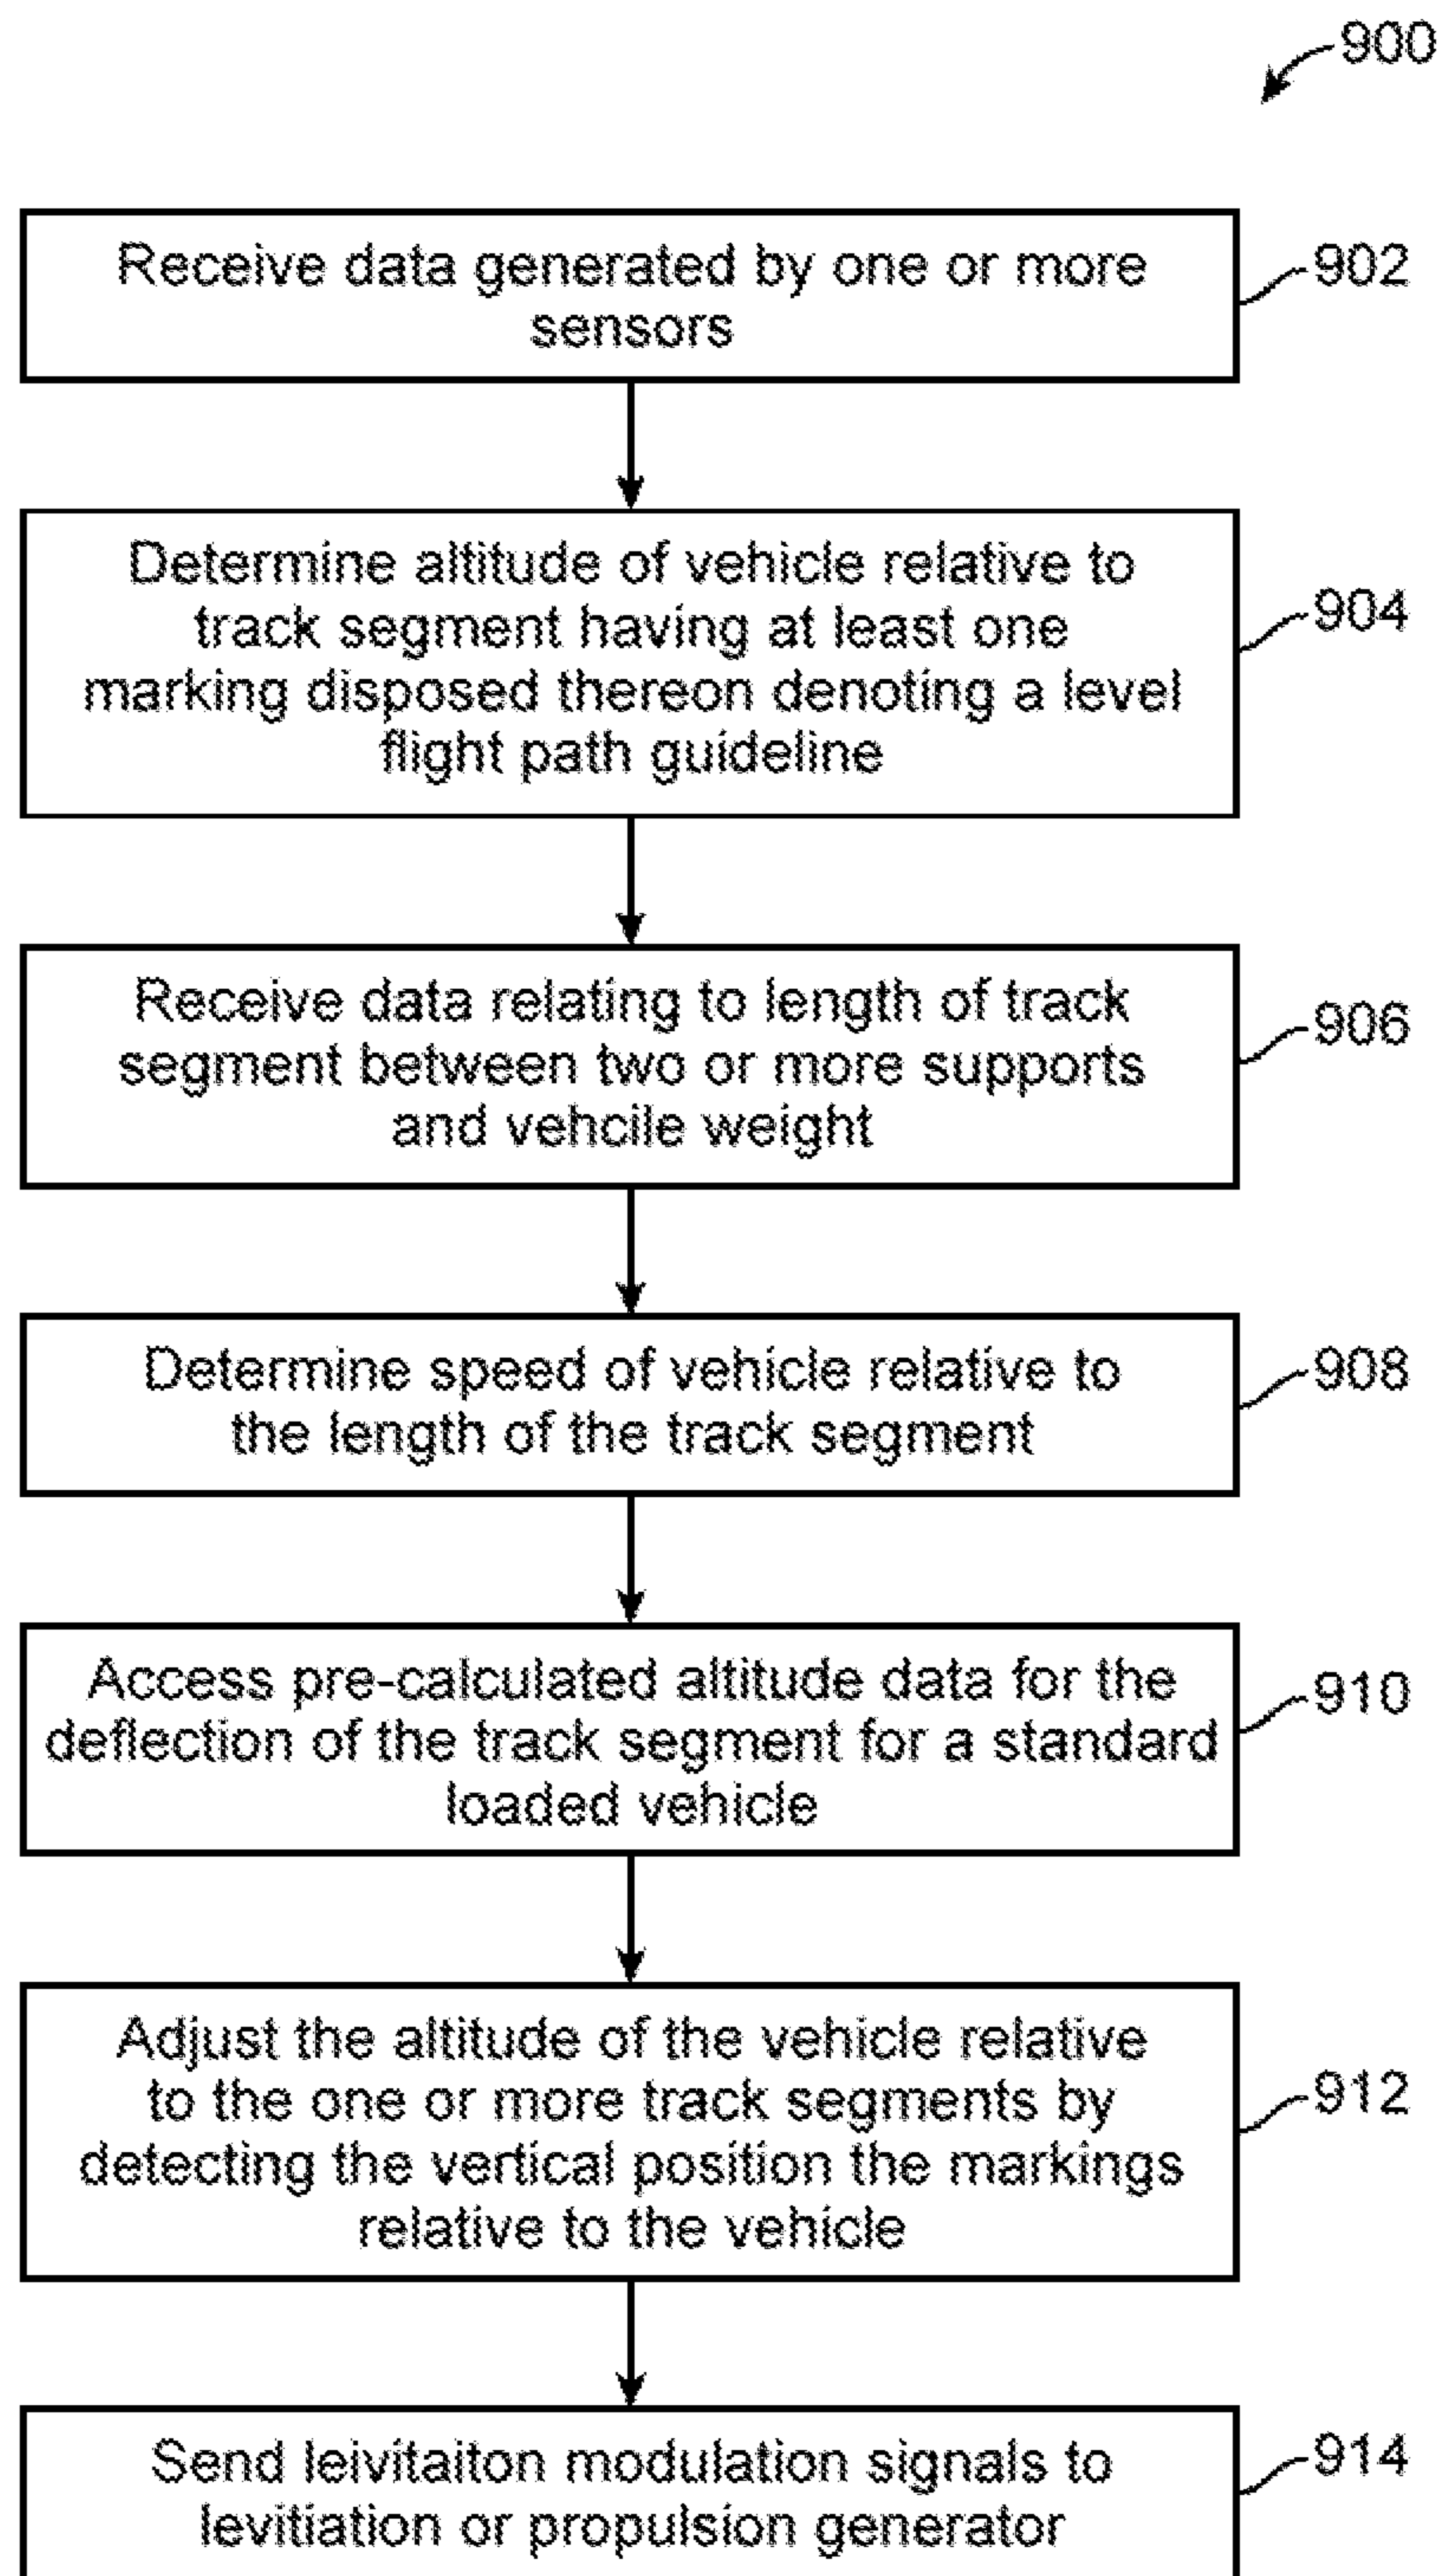 900
Receive data generated by one or more
sensors
902
Determine altitude of vehicle relative to
track segment having at least one
marking disposed thereon denoting a level
flight path guideline
904
Receive data relating to length of track
segment between two or more supports
and vehcile weight
906
Determine speed of vehicle relative to
the length of the track segment
908
Access pre-calculated altitude data for the
deflection of the track segment for a standard
loaded vehicle
910
Adjust the altitude of the vehicle relative
to the one or more track segments by
detecting the vertical position the markings
relative to the vehicle
912
Send leivitaiton modulation signals to
levitiation or propulsion generator
914